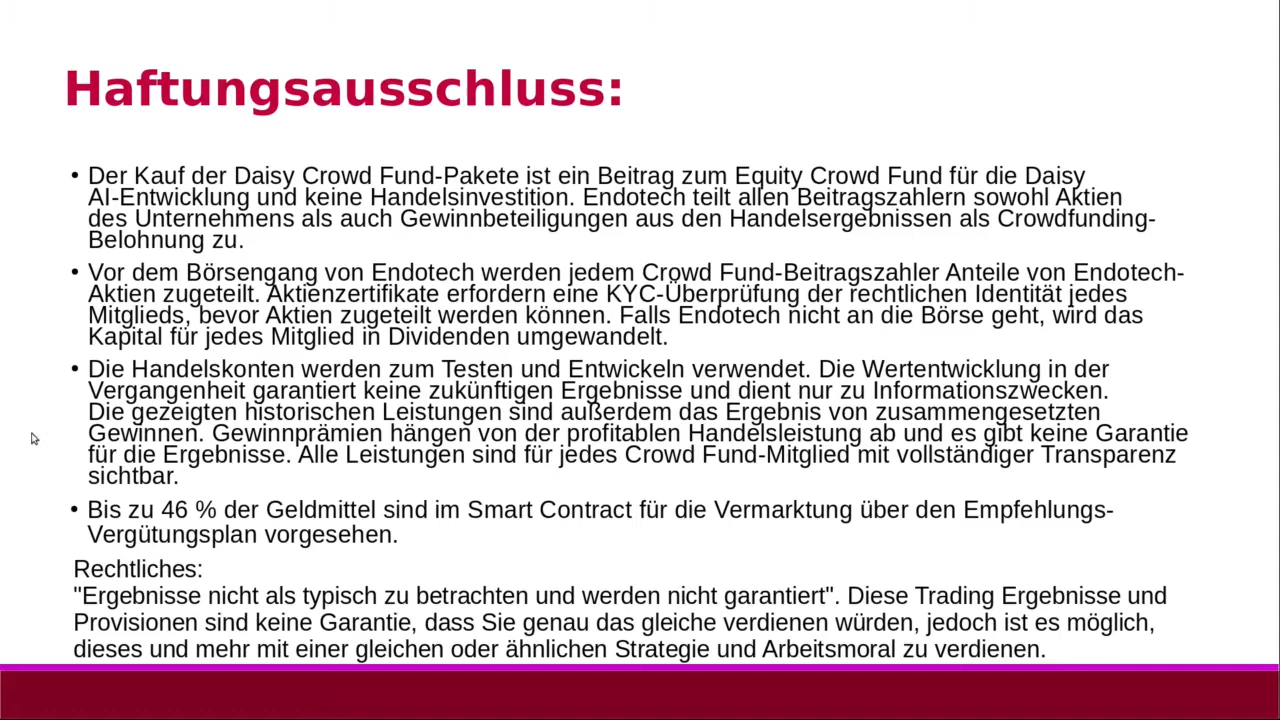 Haftungsausschluss:
• Der Kauf der Daisy Crowd Fund-Pakete ist ein Beitrag zum Equity Crowd Fund für die Daisy
AI-Entwicklung und keine Handelsinvestition. Endotech teilt allen Beitragszahlern sowohl Aktien
des Unternehmens als auch Gewinnbeteiligungen aus den Handelsergebnissen als Crowdfunding-
Belohnung zu.
• Vor dem Börsengang von Endotech werden jedem Crowd Fund-Beitragszahler Anteile von Endotech-
Aktien zugeteilt. Aktienzertifikate erfordern eine KYC-Überprüfung der rechtlichen Identität jedes
Mitglieds, bevor Aktien zugeteilt werden können. Falls Endotech nicht an die Börse geht, wird das
Kapital für jedes Mitglied in Dividenden umgewandelt.
• Die Handelskonten werden zum Testen und Entwickeln verwendet. Die Wertentwicklung in der
Vergangenheit garantiert keine zukünftigen Ergebnisse und dient nur zu Informationszwecken.
Die gezeigten historischen Leistungen sind außerdem das Ergebnis von zusammengesetzten
Gewinnen. Gewinnprämien hängen von der profitablen Handelsleistung ab und es gibt keine Garantie
für die Ergebnisse. Alle Leistungen sind für jedes Crowd Fund-Mitglied mit vollständiger Transparenz
sichtbar.
• Bis zu 46 % der Geldmittel sind im Smart Contract für die Vermarktung über den Empfehlungs-
Vergütungsplan vorgesehen.
Rechtliches:
"Ergebnisse nicht als typisch zu betrachten und werden nicht garantiert". Diese Trading Ergebnisse und
Provisionen sind keine Garantie, dass Sie genau das gleiche verdienen würden, jedoch ist es möglich,
dieses und mehr mit einer gleichen oder ähnlichen Strategie und Arbeitsmoral zu verdienen.